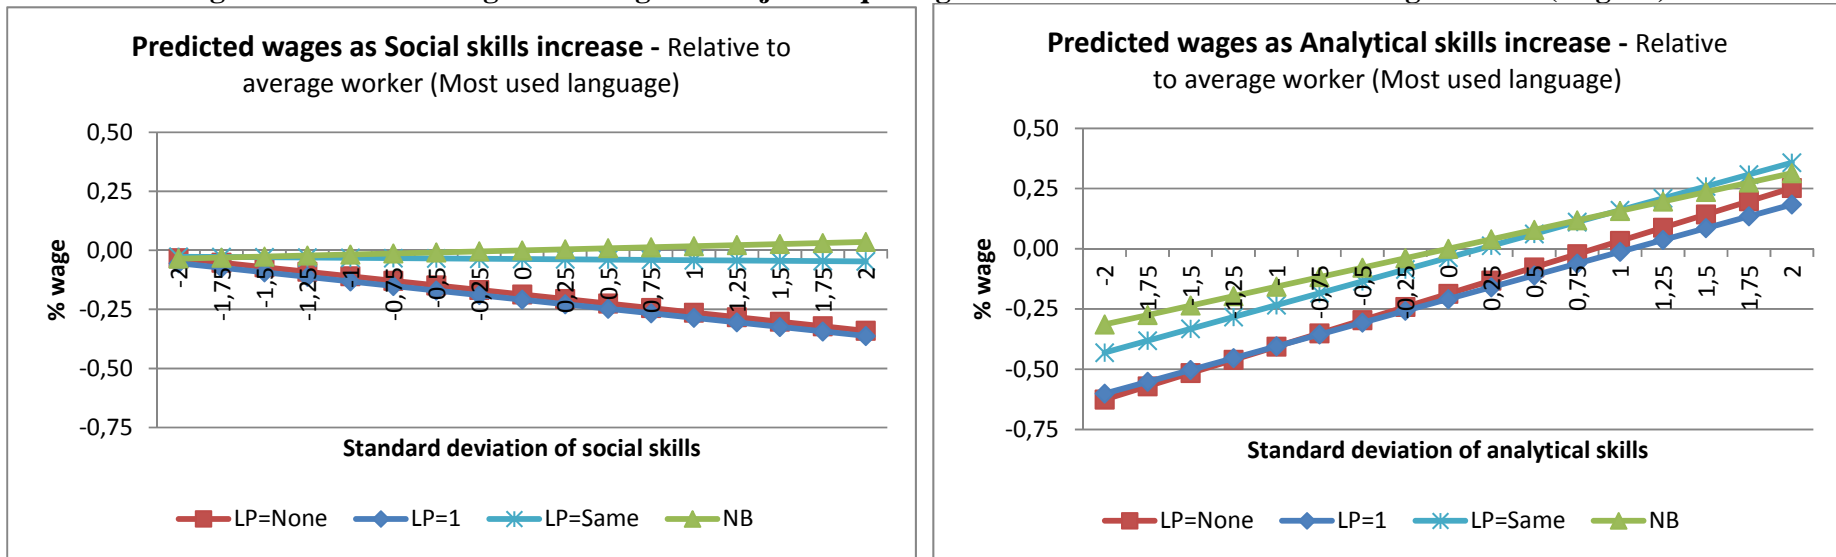 Predicted wages as Social skills increase - Relative to
average worker (Most used language)
0,50
0,25
0,00
-0,25
-0,50
-0,75
% wage
-2 -1,75 -1,5 -1,25 -1 -0,75 -0,5 -0,25 0 0,25 0,5 0,75 1 1,25 1,5 1,75 2
Standard deviation of social skills
LP=None LP=1 LP=Same NB
Predicted wages as Analytical skills increase - Relative
to average worker (Most used language)
0,50
0,25
0,00
-0,25
-0,50
-0,75
% wage
-2 -1,75 -1,5 -1,25 -1 -0,75 -0,5 -0,25 0 0,25 0,5 0,75 1 1,25 1,5 1,75 2
Standard deviation of analytical skills
LP=None LP=1 LP=Same NB